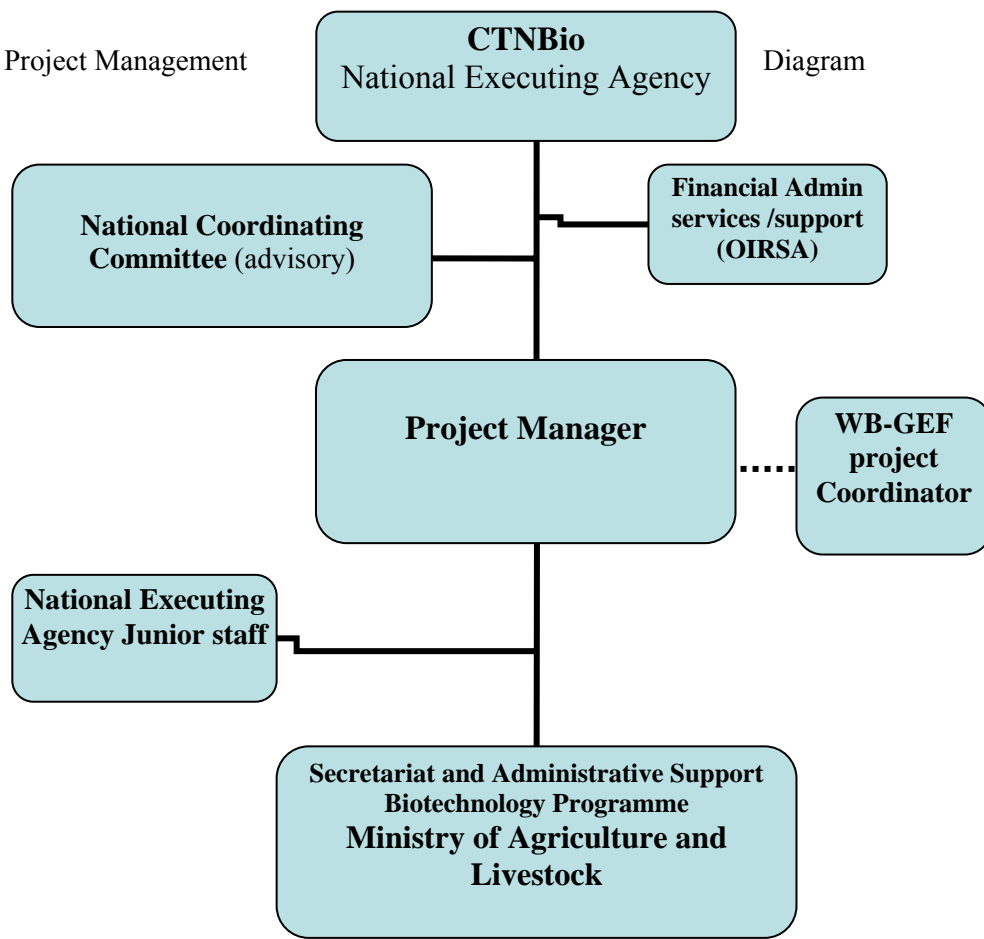 Project Management Diagram
CTNBio
National Executing Agency
National Coordinating
Committee (advisory)
Financial Admin
services /support
(OIRSA)
Project Manager
WB-GEF
project
Coordinator
National Executing
Agency Junior staff
Secretariat and Administrative Support
Biotechnology Programme
Ministry of Agriculture and
Livestock